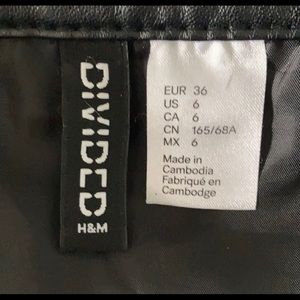 DIVIDED
H&M
EUR 36
US 6
CA 6
CN 165/68A
MX 6
Made in
Cambodia
Fabriqué en
Cambodge